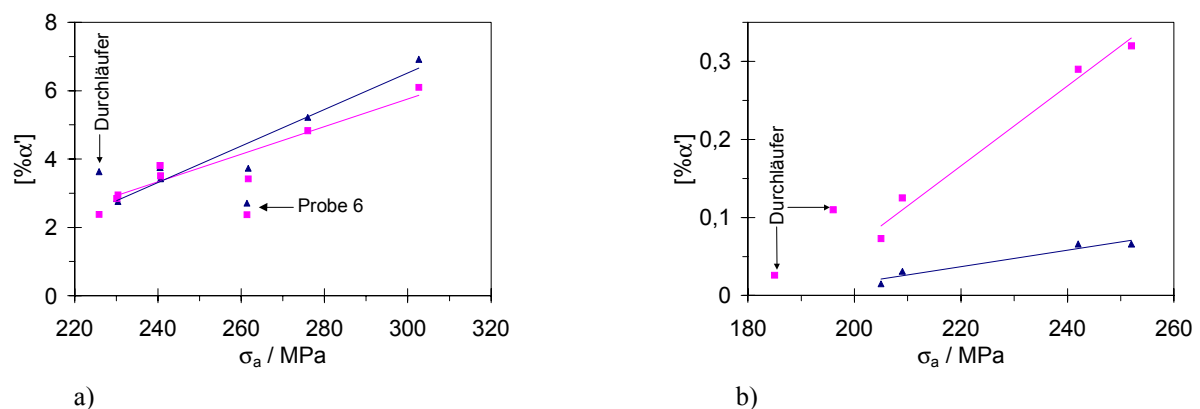 [%α']
8
6
4
2
0
220 240 260 280 300 320
σa / MPa
Durchläufer
Probe 6
a)
[%α']
0,3
0,2
0,1
0
180 200 220 240 260
σa / MPa
Durchläufer
b)